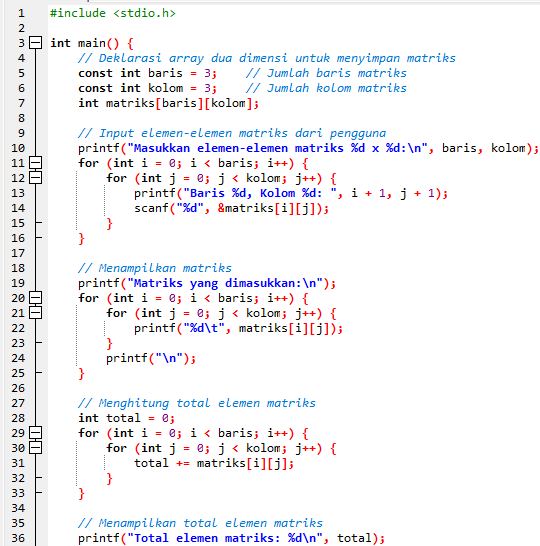 1 #include <stdio.h>
2
3 int main() {
4 // Deklarasi array dua dimensi untuk menyimpan matriks
5 const int baris = 3; // Jumlah baris matriks
6 const int kolom = 3; // Jumlah kolom matriks
7 int matriks[baris][kolom];
8
9 // Input elemen-elemen matriks dari pengguna
10 printf("Masukkan elemen-elemen matriks %d x %d:\n", baris, kolom);
11 for (int i = 0; i < baris; i++) {
12 for (int j = 0; j < kolom; j++) {
13 printf("Baris %d, Kolom %d: ", i + 1, j + 1);
14 scanf("%d", &matriks[i][j]);
15 }
16 }
17
18 // Menampilkan matriks
19 printf("Matriks yang dimasukkan:\n");
20 for (int i = 0; i < baris; i++) {
21 for (int j = 0; j < kolom; j++) {
22 printf("%d\t", matriks[i][j]);
23 }
24 printf("\n");
25 }
26
27 // Menghitung total elemen matriks
28 int total = 0;
29 for (int i = 0; i < baris; i++) {
30 for (int j = 0; j < kolom; j++) {
31 total += matriks[i][j];
32 }
33 }
34
35 // Menampilkan total elemen matriks
36 printf("Total elemen matriks: %d\n", total);